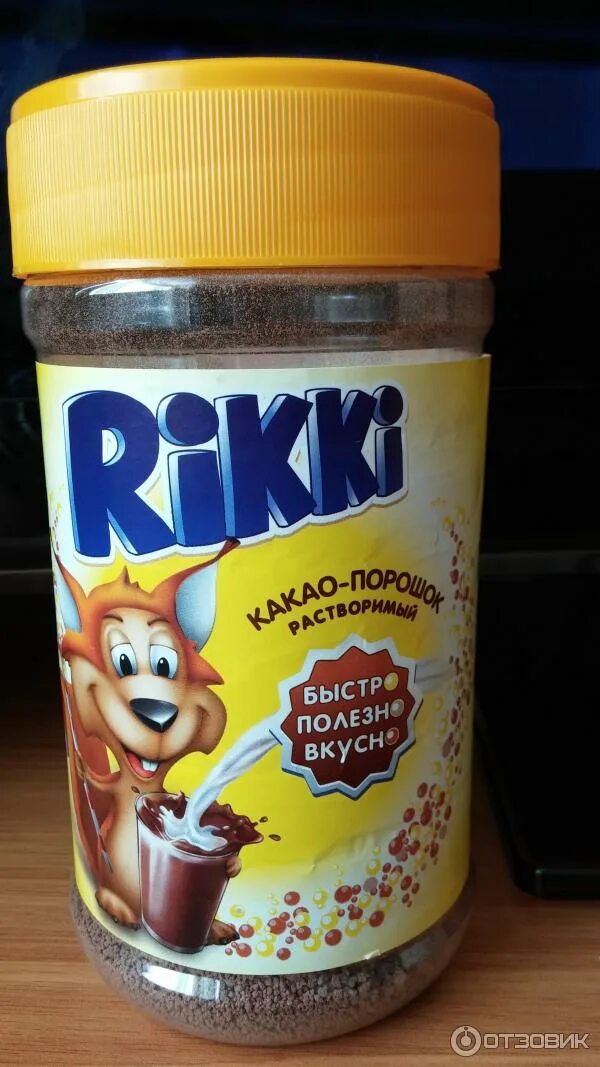 Rikki
КАКАО-ПОРОШОК
РАСТВОРИМЫЙ
БЫСТРО
ПОЛЕЗНО
ВКУСНО
ОТЗОВИК